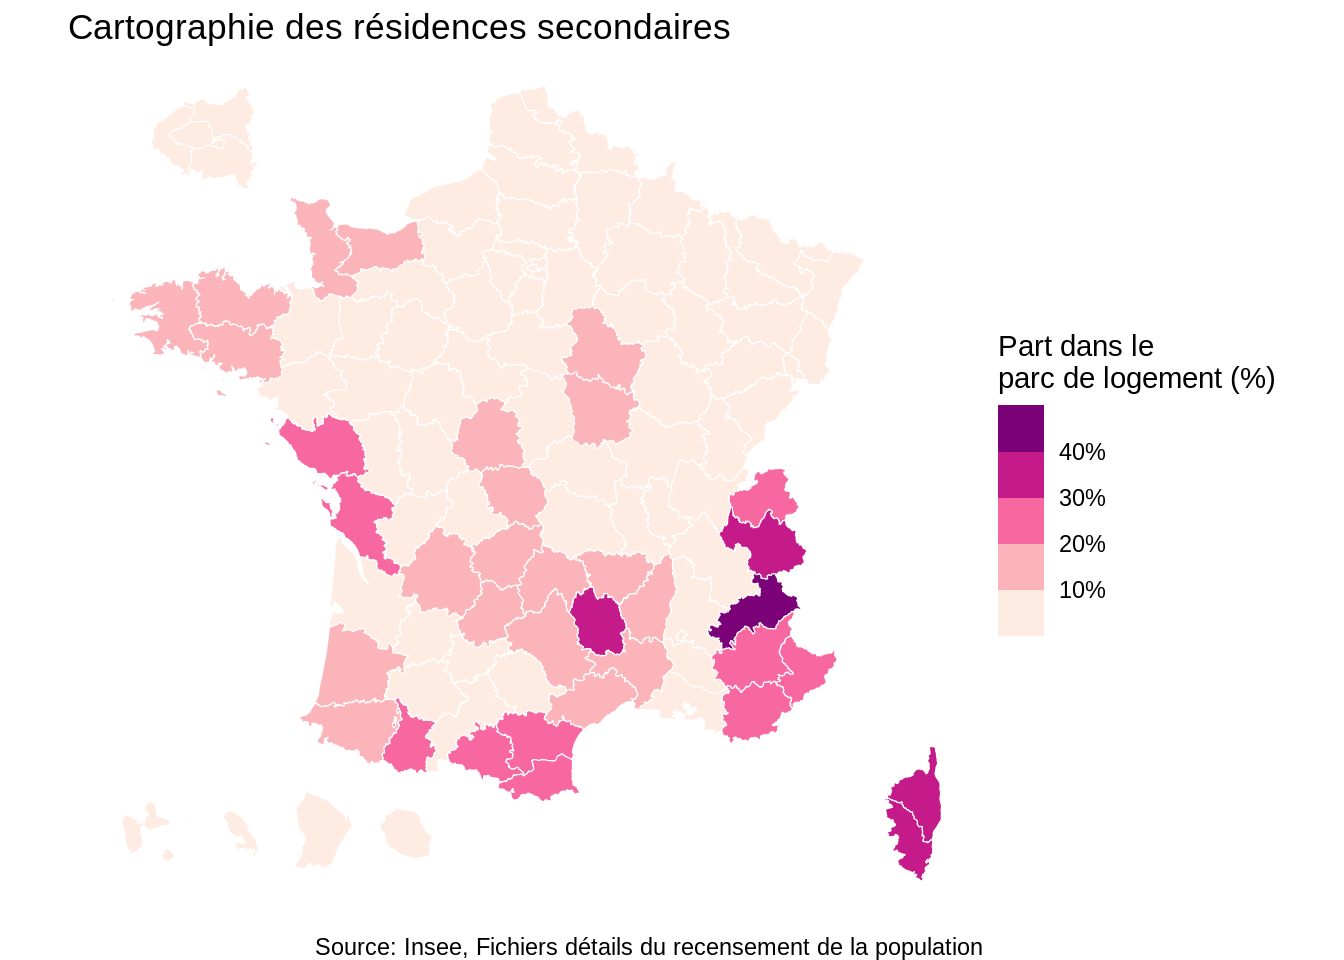 Cartographie des résidences secondaires
Part dans le
parc de logement (%)
40%
30%
20%
10%
Source: Insee, Fichiers détails du recensement de la population